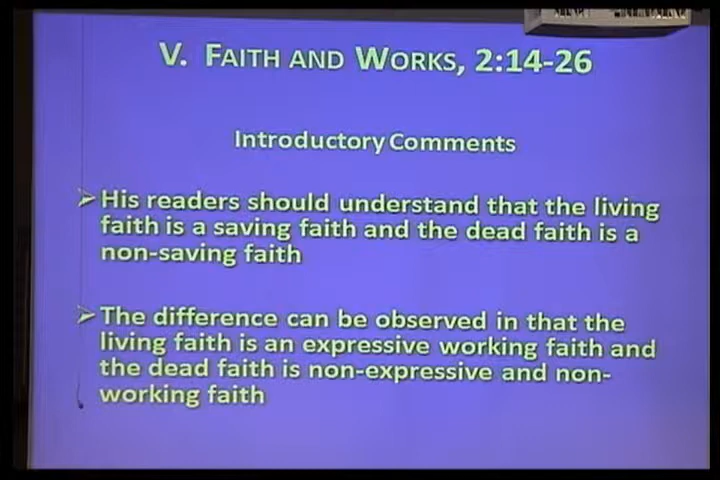 V. FAITH AND WORKS, 2:14-26
Introductory Comments
➢ His readers should understand that the living
faith is a saving faith and the dead faith is a
non-saving faith
➢ The difference can be observed in that the
living faith is an expressive working faith and
the dead faith is non-expressive and non-
working faith